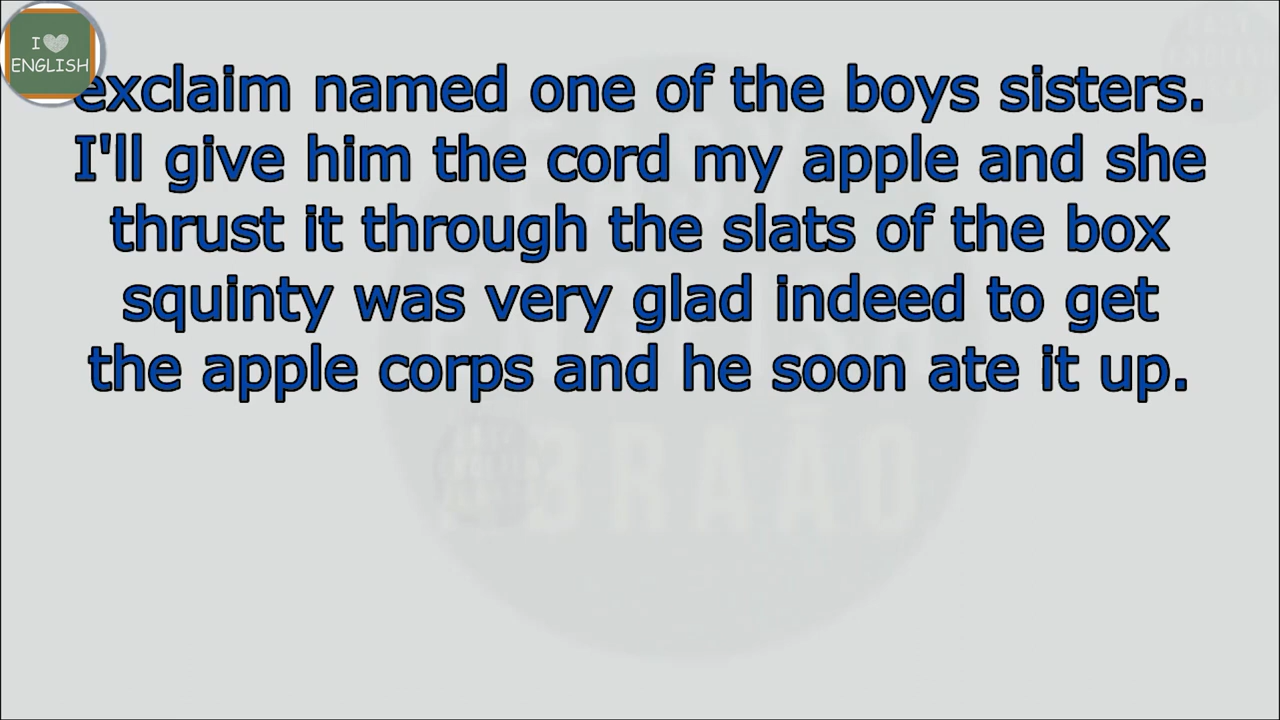 I
ENGLISH
exclaim named one of the boys sisters.
I'll give him the cord my apple and she
thrust it through the slats of the box
squinty was very glad indeed to get
the apple corps and he soon ate it up.
BRAÃO